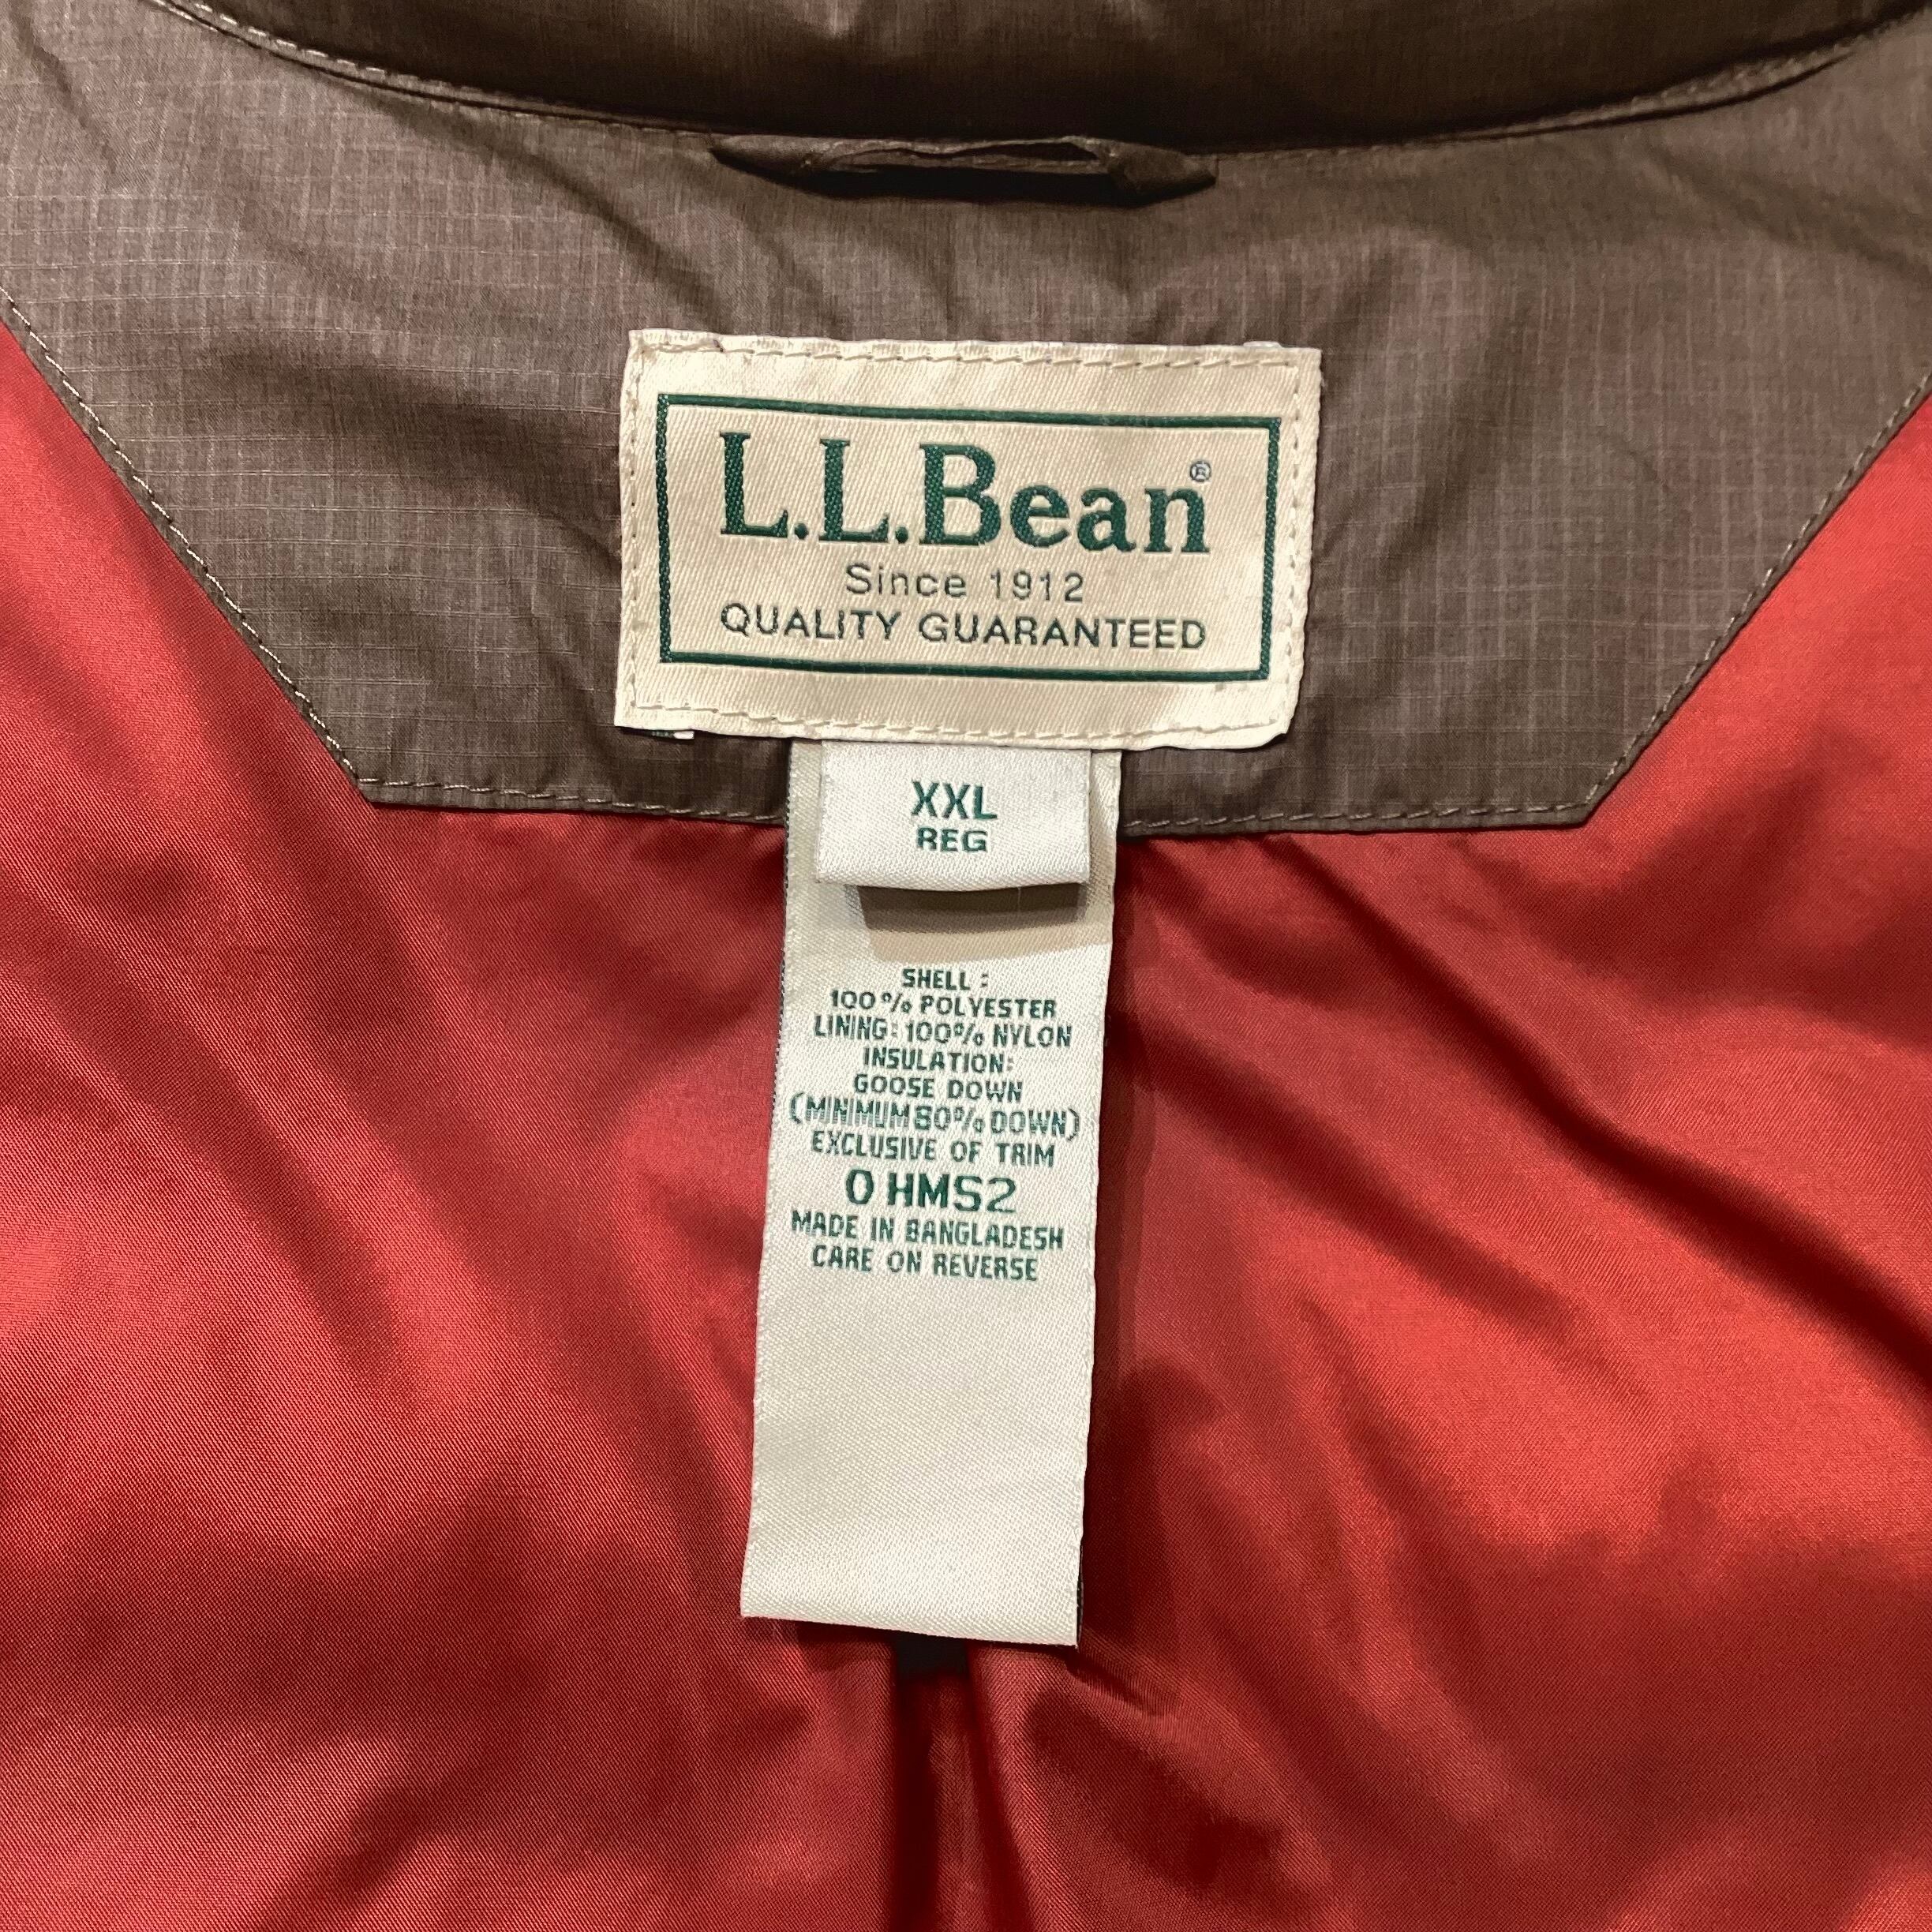 L.L.Bean®
Since 1912
QUALITY GUARANTEED
XXL
REG
SHELL :
100% POLYESTER
LINING: 100% NYLON
INSULATION:
GOOSE DOWN
(MINIMUM 80% DOWN)
EXCLUSIVE OF TRIM
0 HMS2
MADE IN BANGLADESH
CARE ON REVERSE